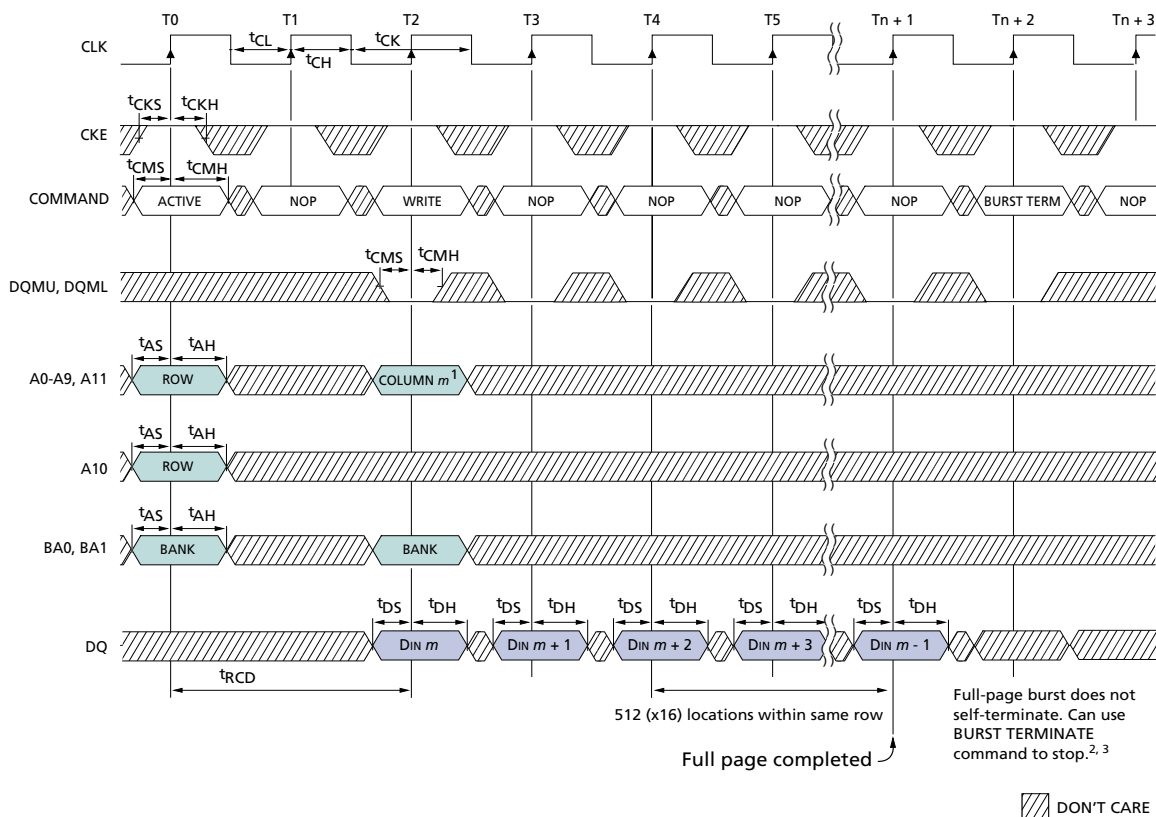 T0 T1 T2 T3 T4 T5 Tn + 1 Tn + 2 Tn + 3
CLK
tCL tCK
tCH
tCKS tCKH
CKE
tCMS tCMH
COMMAND ACTIVE NOP WRITE NOP NOP NOP NOP BURST TERM NOP
tCMS tCMH
DQMU, DQML
tAS tAH
A0-A9, A11 ROW COLUMN m1
tAS tAH
A10 ROW
tAS tAH
BA0, BA1 BANK BANK
tDS tDH tDS tDH tDS tDH tDS tDH tDS tDH
DQ DIN m DIN m + 1 DIN m + 2 DIN m + 3 DIN m - 1
tRCD
512 (x16) locations within same row
Full page completed
Full-page burst does not
self-terminate. Can use
BURST TERMINATE
command to stop.2, 3
DON'T CARE